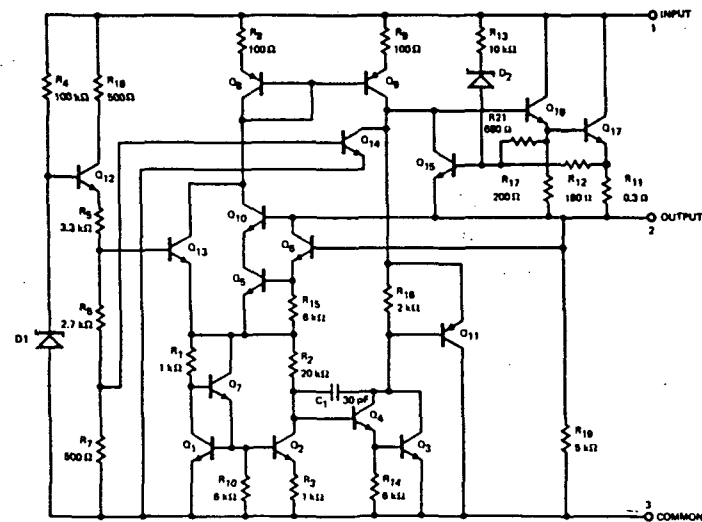 INPUT
1
R8
100 Ω
R9
100 Ω
R13
10 kΩ
D2
R4
100 kΩ
R18
500Ω
Q8
Q9
Q16
Q17
R21
680 Ω
Q14
Q15
Q12
R17
200 Ω
R12
180 Ω
R11
0.3 Ω
R5
3.3 kΩ
Q10
OUTPUT
2
Q13
Q6
Q5
R6
2.7 kΩ
R15
6 kΩ
R16
2 kΩ
Q11
D1
R1
1 kΩ
R2
20 kΩ
Q7
C1
30 pF
Q4
R7
500 Ω
Q1
Q2
Q3
R19
5 kΩ
R10
6 kΩ
R3
1 kΩ
R14
6 kΩ
3
COMMON